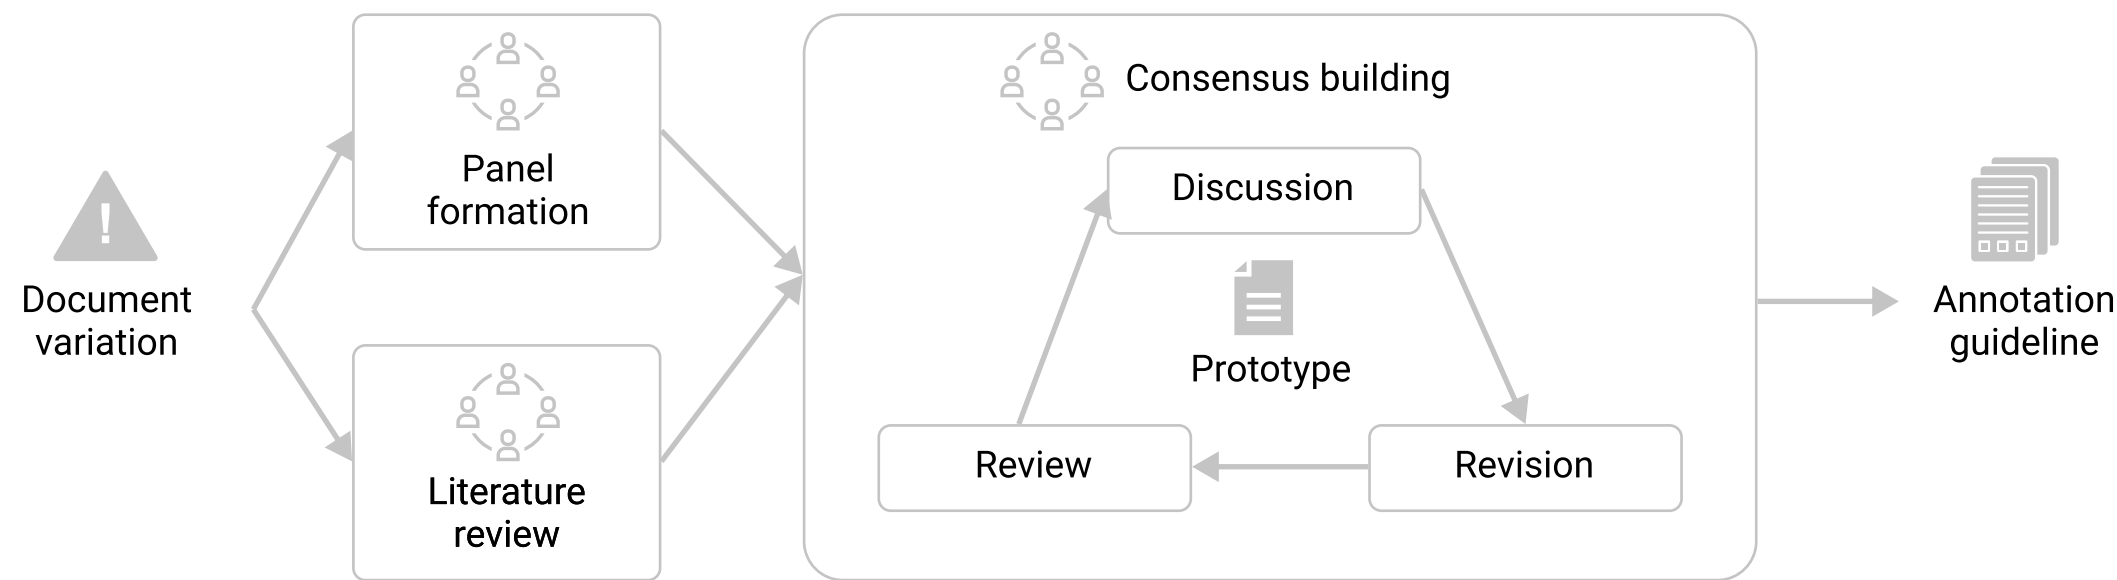 Document
variation
Panel
formation
Literature
review
Consensus building
Discussion
Prototype
Review
Revision
Annotation
guideline